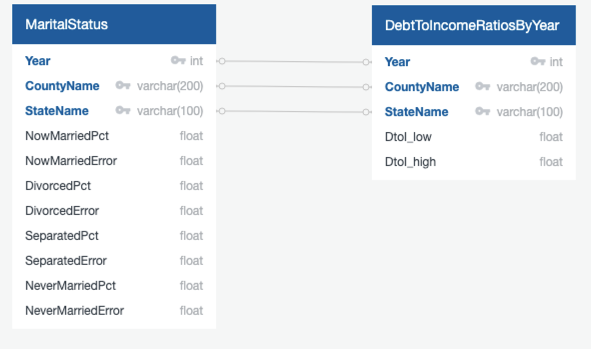 MaritalStatus
Year int
CountyName varchar(200)
StateName varchar(100)
NowMarriedPct float
NowMarriedError float
DivorcedPct float
DivorcedError float
SeparatedPct float
SeparatedError float
NeverMarriedPct float
NeverMarriedError float
DebtToIncomeRatiosByYear
Year int
CountyName varchar(200)
StateName varchar(100)
DtoI_low float
DtoI_high float